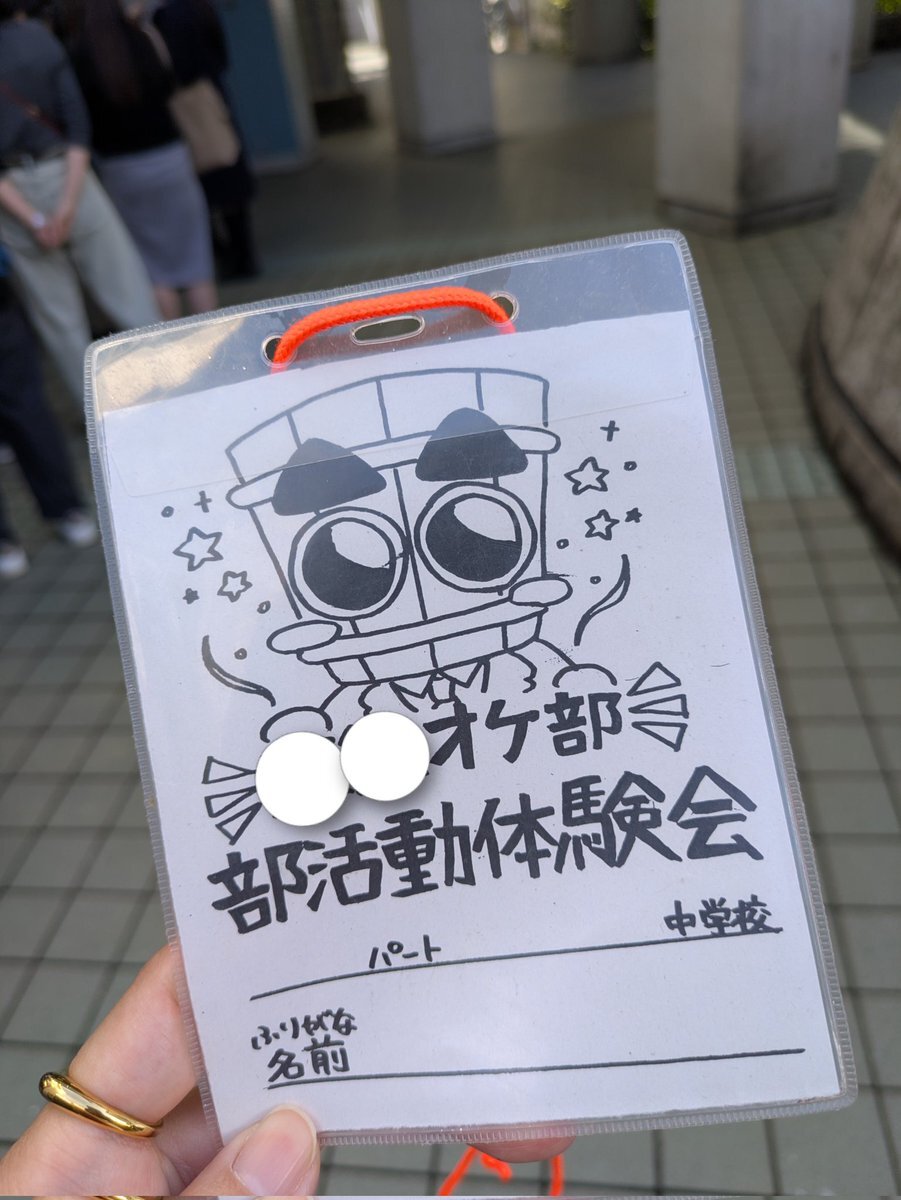 オケ部
部活動体験会
中学校
パート
ふりがな
名前